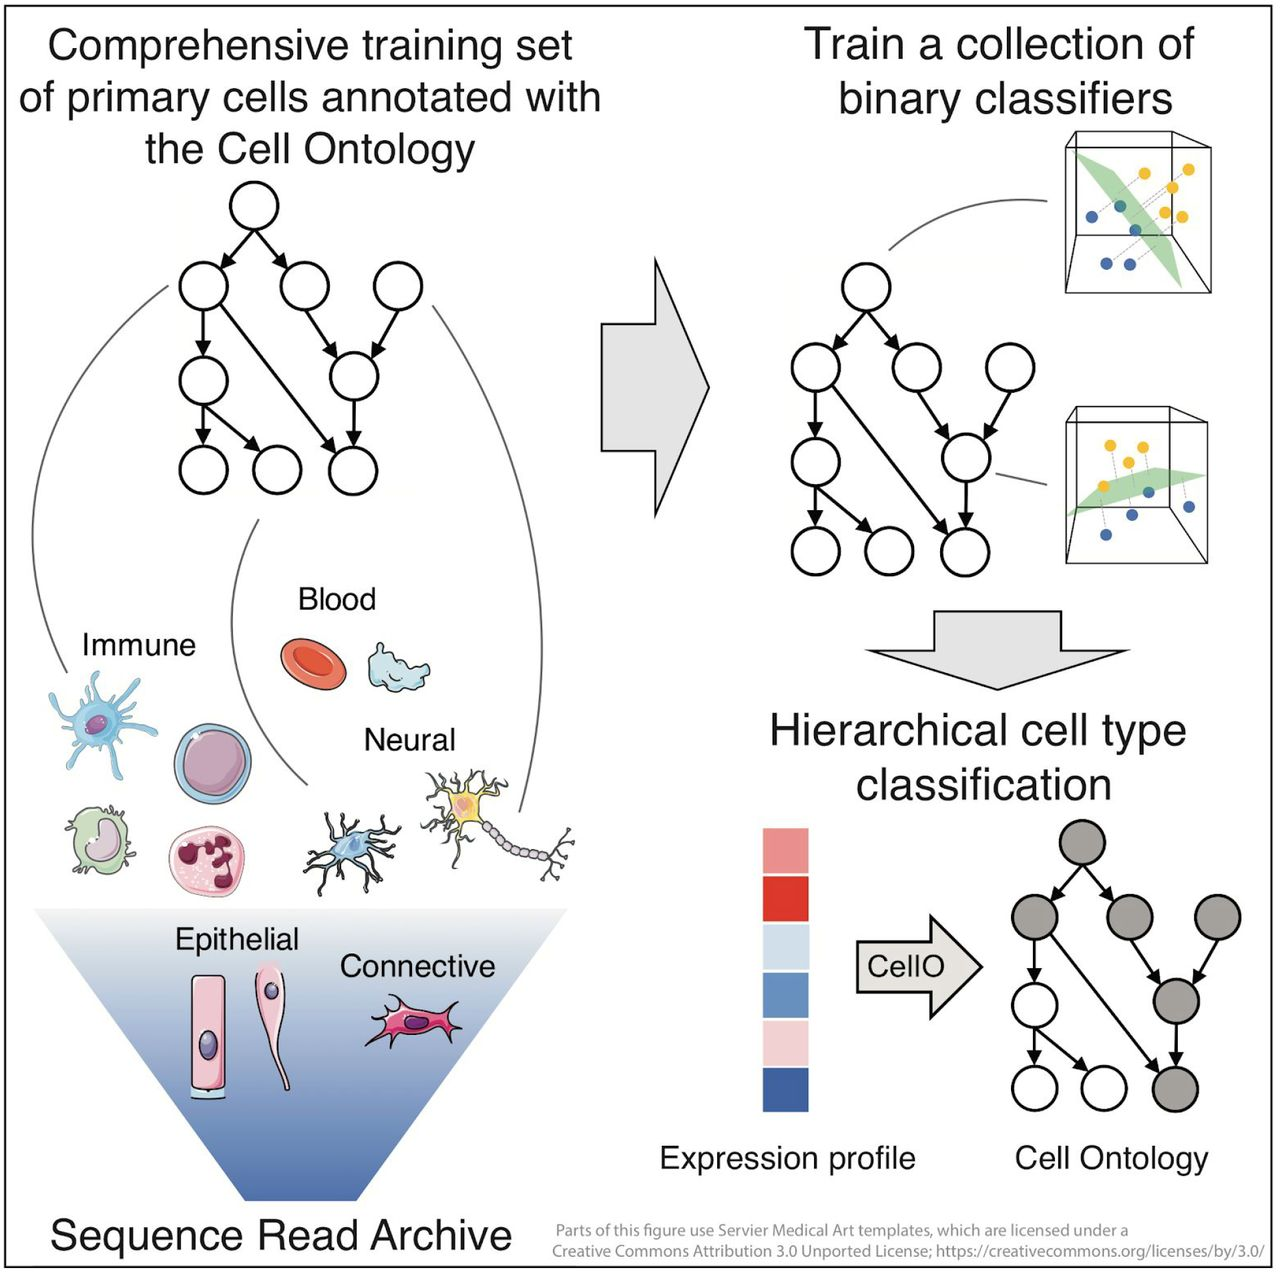 Comprehensive training set
of primary cells annotated with
the Cell Ontology
Train a collection of
binary classifiers
Blood
Immune
Neural
Epithelial
Connective
Sequence Read Archive
Hierarchical cell type
classification
CellO
Expression profile
Cell Ontology
Parts of this figure use Servier Medical Art templates, which are licensed under a
Creative Commons Attribution 3.0 Unported License; https://creativecommons.org/licenses/by/3.0/